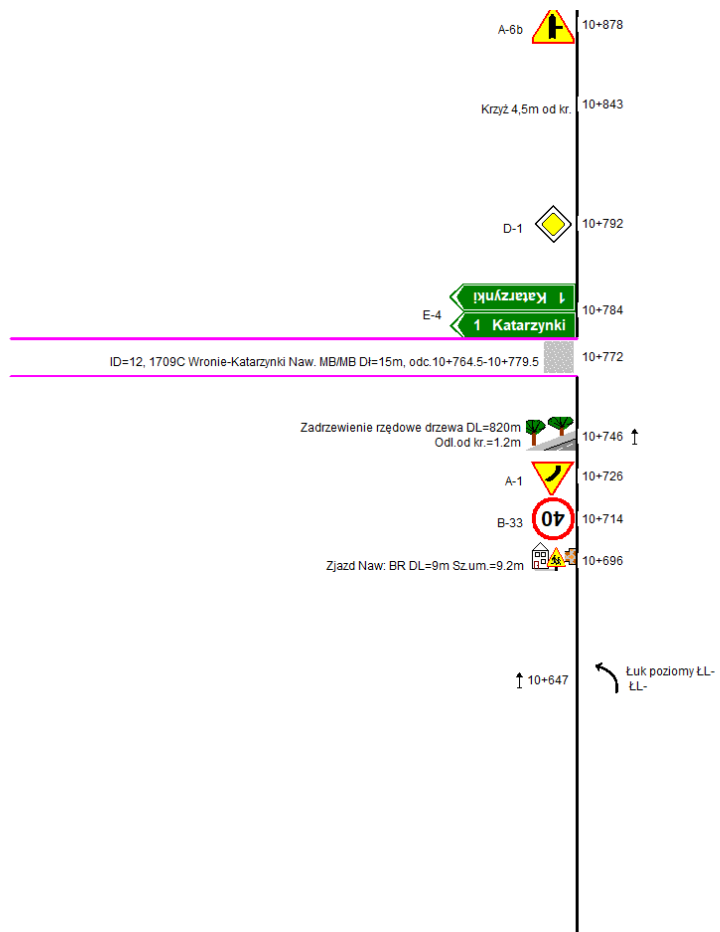 A-6b 10+878
Krzyż 4,5m od kr. 10+843
D-1 10+792
1 Katarzynki
E-4 10+784
1 Katarzynki
ID=12, 1709C Wronie-Katarzynki Naw. MB/MB Dł=15m, odc.10+764.5-10+779.5 10+772
Zadrzewienie rzędowe drzewa DL=820m
Odl.od kr.=1.2m 10+746
A-1 10+726
B-33 40 10+714
Zjazd Naw: BR DL=9m Sz.um.=9.2m 10+696
10+647 Łuk poziomy ŁL-
ŁL-